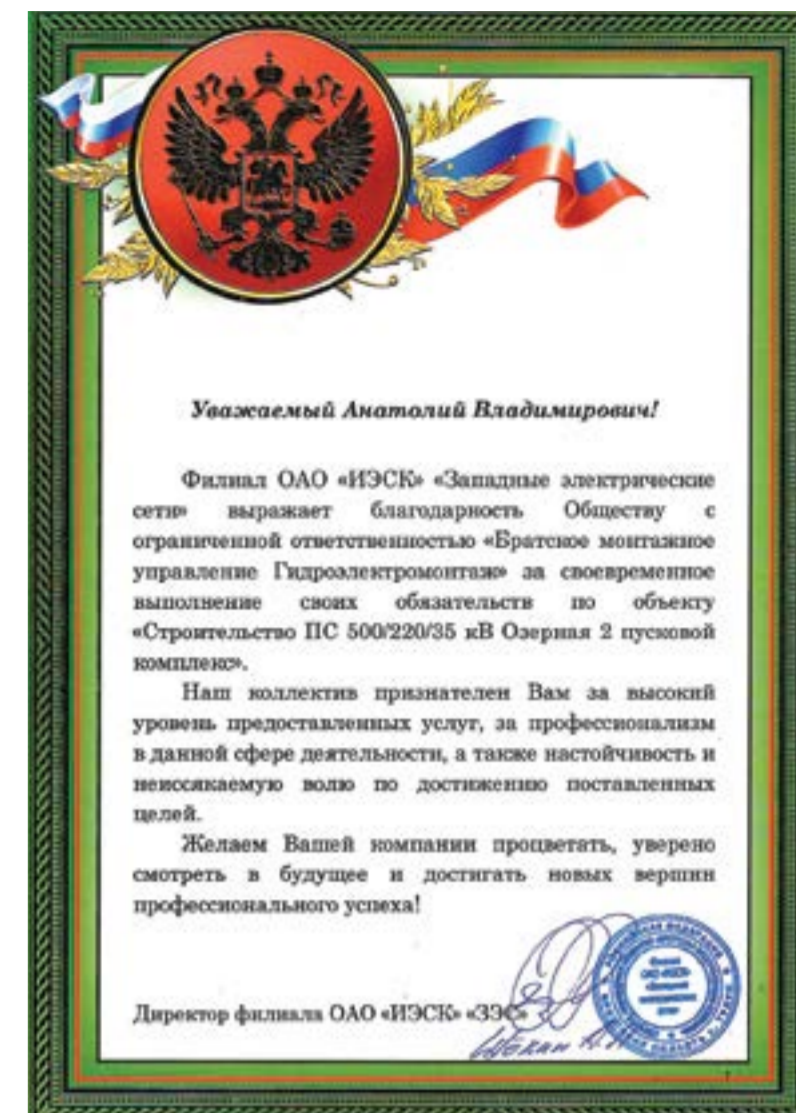 Уважаемый Анатолий Владимирович!
Филиал ОАО «ИЭСК» «Западные электрические
сети» выражает благодарность Обществу с
ограниченной ответственностью «Братское монтажное
управление Гидроэлектромонтаж» за своевременное
выполнение своих обязательств по объекту
«Строительство ПС 500/220/35 кВ Озерная 2 пусковой
комплекс».
Наш коллектив признателен Вам за высокий
уровень предоставленных услуг, за профессионализм
в данной сфере деятельности, а также настойчивость и
неиссякаемую волю по достижению поставленных
целей.
Желаем Вашей компании процветать, уверено
смотреть в будущее и достигать новых вершин
профессионального успеха!
Директор филиала ОАО «ИЭСК» «ЗЭС»